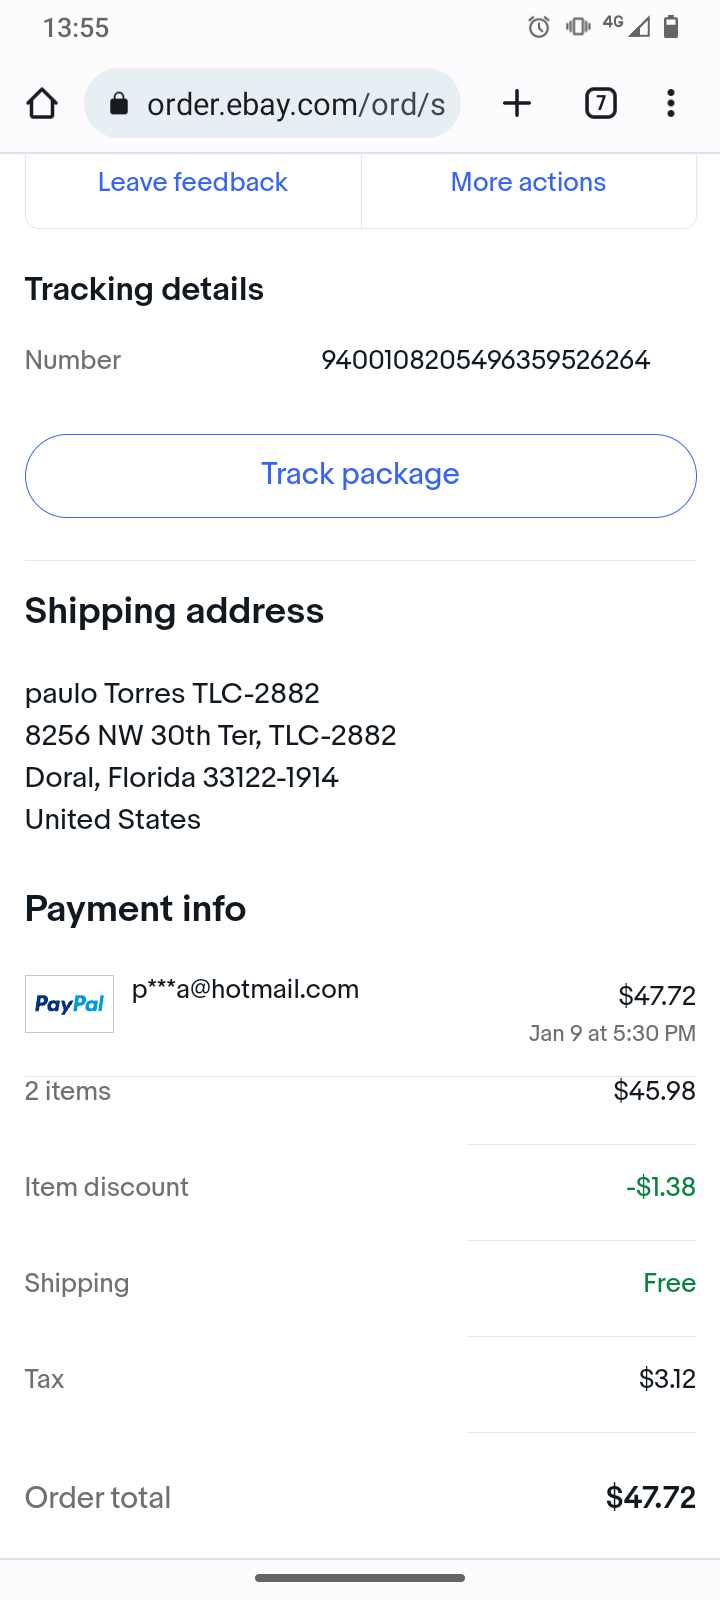 13:55
4G
order.ebay.com/ord/s
7
Leave feedback
More actions
Tracking details
Number 9400108205496359526264
Track package
Shipping address
paulo Torres TLC-2882
8256 NW 30th Ter, TLC-2882
Doral, Florida 33122-1914
United States
Payment info
PayPal p***a@hotmail.com $47.72
Jan 9 at 5:30 PM
2 items $45.98
Item discount -$1.38
Shipping Free
Tax $3.12
Order total $47.72